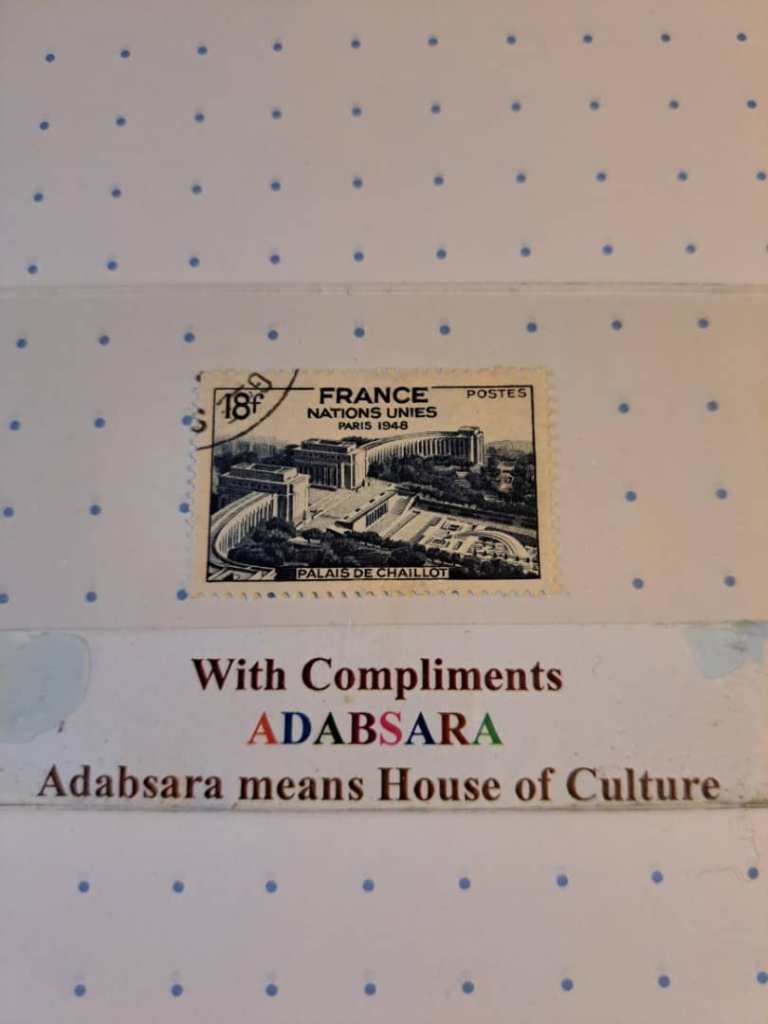 18f
FRANCE
POSTES
NATIONS UNIES
PARIS 1948
PALAIS DE CHAILLOT
With Compliments
ADABSARA
Adabsara means House of Culture